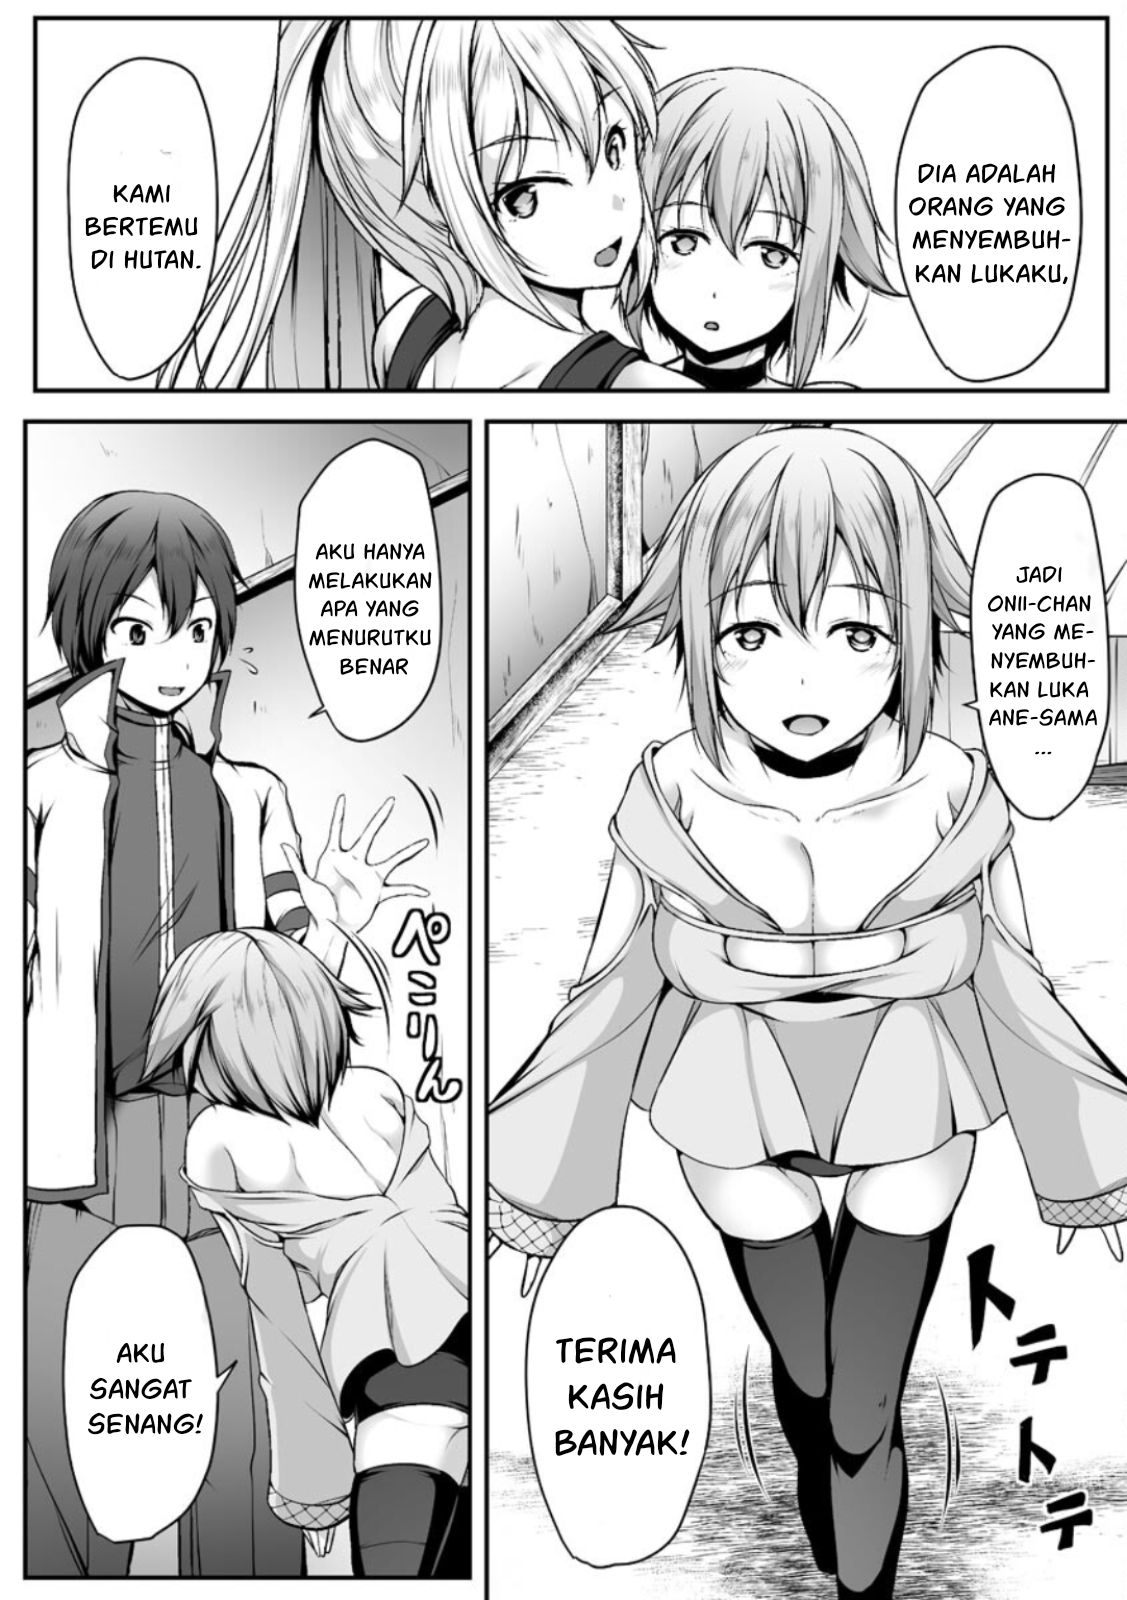 DIA ADALAH
ORANG YANG
MENYEMBUH-
KAN LUKAKU,
KAMI
BERTEMU
DI HUTAN.
JADI
ONII-CHAN
YANG ME-
NYEMBUH-
KAN LUKA
ANE-SAMA
...
TERIMA
KASIH
BANYAK!
トテトテ
AKU HANYA
MELAKUKAN
APA YANG
MENURUTKU
BENAR
ペこりん
AKU
SANGAT
SENANG!